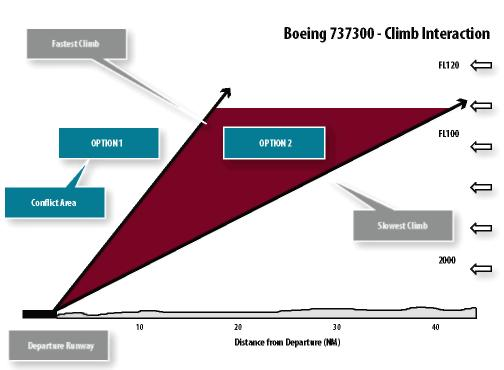 Boeing 737300 - Climb Interaction
Fastest Climb
FL120
OPTION 1
OPTION 2
FL100
Conflict Area
Slowest Climb
2000
10 20 30 40
Departure Runway
Distance from Departure (NM)